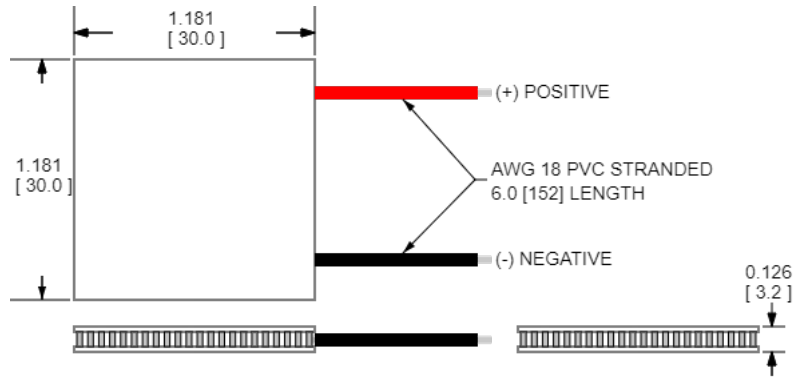 1.181
[ 30.0 ]
(+) POSITIVE
1.181
[ 30.0 ]
AWG 18 PVC STRANDED
6.0 [152] LENGTH
(-) NEGATIVE
0.126
[ 3.2 ]